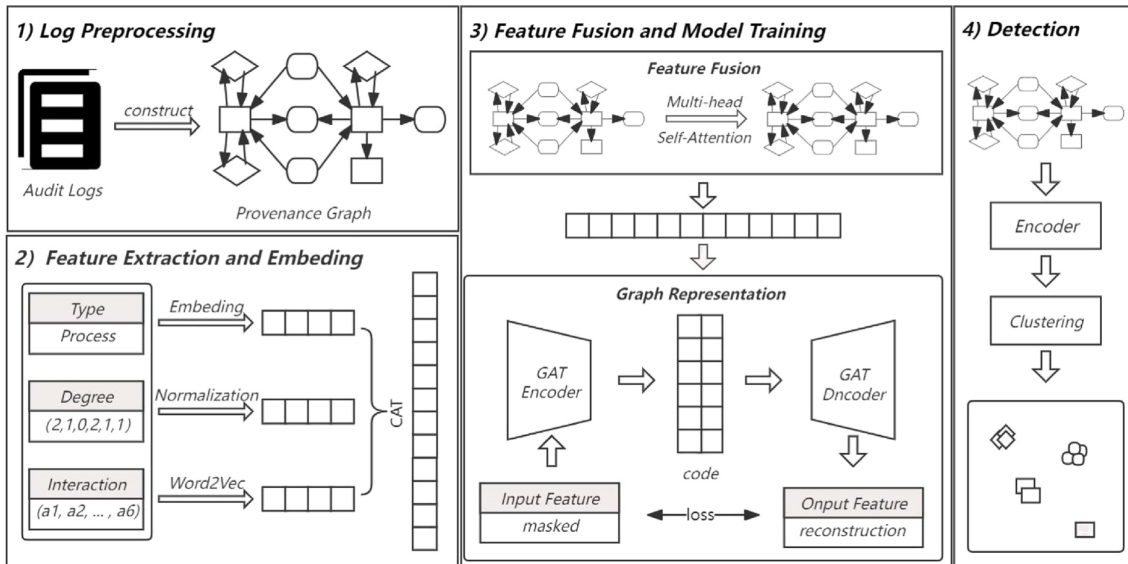 1) Log Preprocessing
construct
Audit Logs
Provenance Graph
2) Feature Extraction and Embeding
Type
Process
Embeding
Degree
(2,1,0,2,1,1)
Normalization
Interaction
(a1, a2, ... , a6)
Word2Vec
CAT
3) Feature Fusion and Model Training
Feature Fusion
Multi-head
Self-Attention
Graph Representation
GAT
Encoder
code
GAT
Dncoder
Input Feature
masked
loss
Onput Feature
reconstruction
4) Detection
Encoder
Clustering